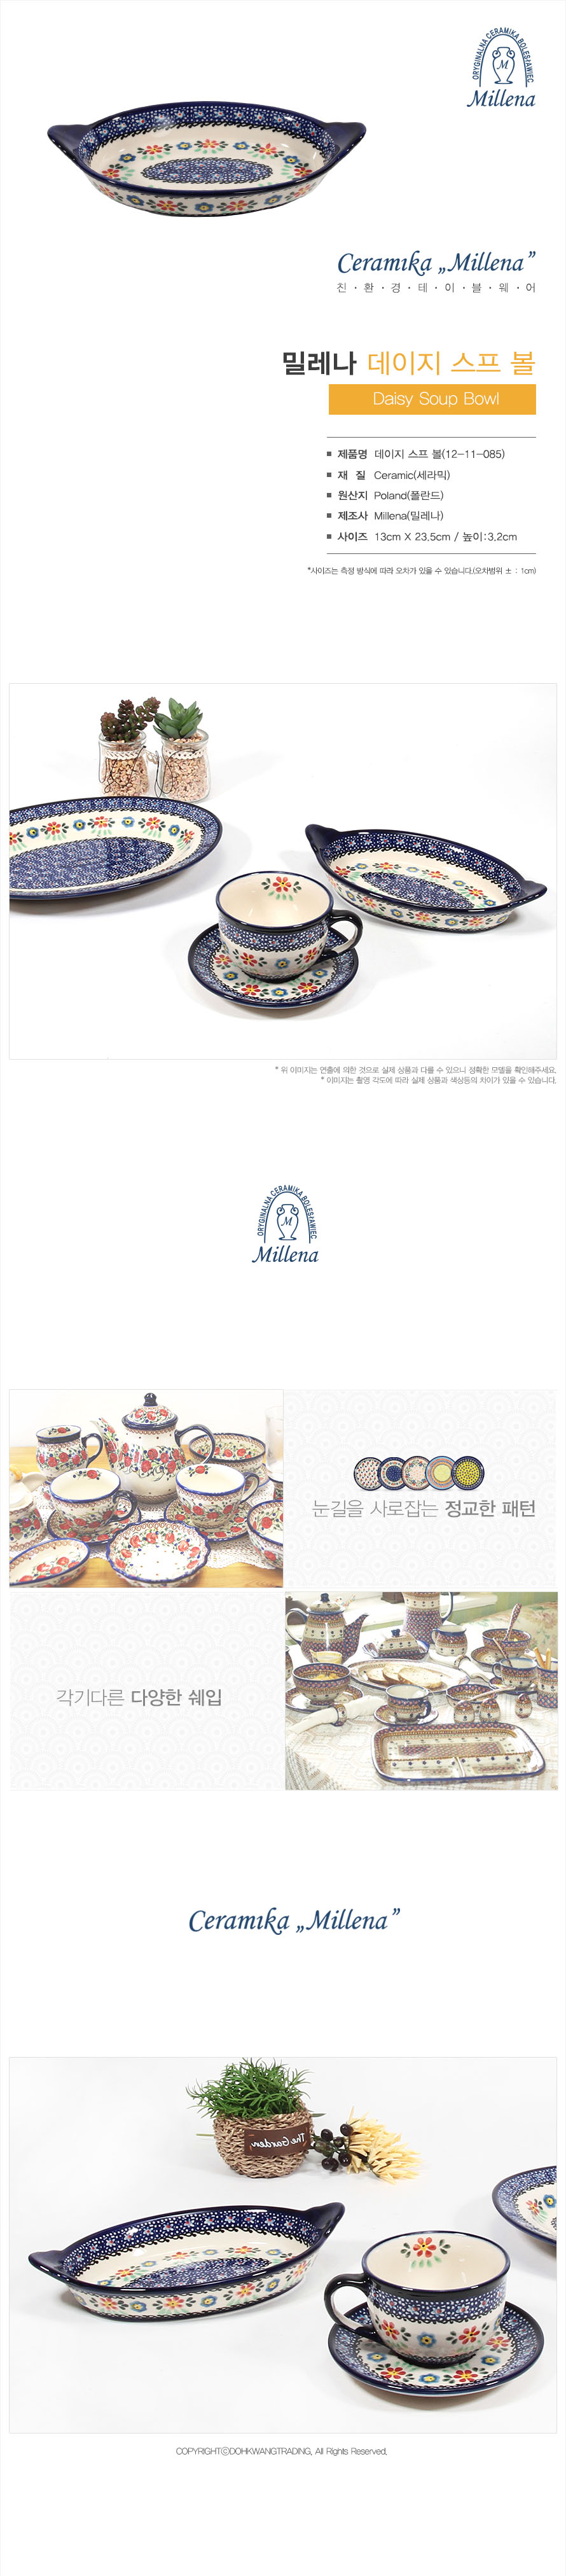 ORYGINALNA CERAMIKA BOLESŁAWIEC
M
Millena
Ceramika „Millena”
친·환·경·테·이·블·웨·어
밀레나 데이지 스프 볼
Daisy Soup Bowl
■ 제품명 데이지 스프 볼(12-11-085)
■ 재 질 Ceramic(세라믹)
■ 원산지 Poland(폴란드)
■ 제조사 Millena(밀레나)
■ 사이즈 13cm X 23.5cm / 높이:3.2cm
*사이즈는 측정 방식에 따라 오차가 있을 수 있습니다.(오차범위 ± : 1cm)
* 위 이미지는 연출에 의한 것으로 실제 상품과 다를 수 있으니 정확한 모델을 확인해주세요.
* 이미지는 촬영 각도에 따라 실제 상품과 색상등의 차이가 있을 수 있습니다.
ORYGINALNA CERAMIKA BOLESŁAWIEC
M
Millena
눈길을 사로잡는 정교한 패턴
각기다른 다양한 쉐입
Ceramika „Millena”
The Garden,
COPYRIGHTⓒDOHKWANGTRADING, All Rights Reserved.